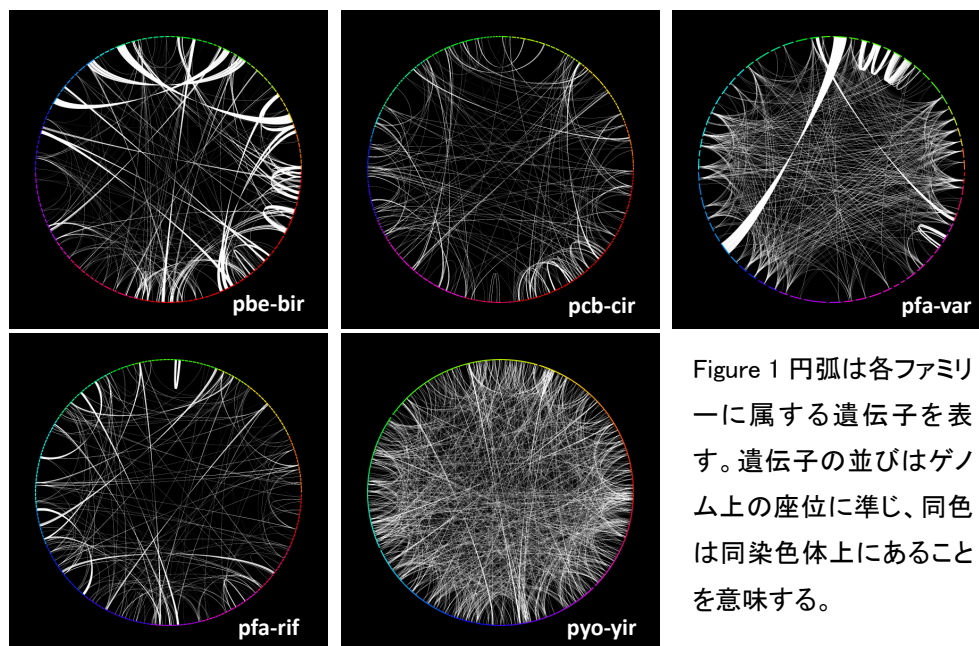 pbe-bir
pcb-cir
pfa-var
pfa-rif
pyo-yir
Figure 1 円弧は各ファミリ
ーに属する遺伝子を表
す。遺伝子の並びはゲノ
ム上の座位に準じ、同色
は同染色体上にあること
を意味する。